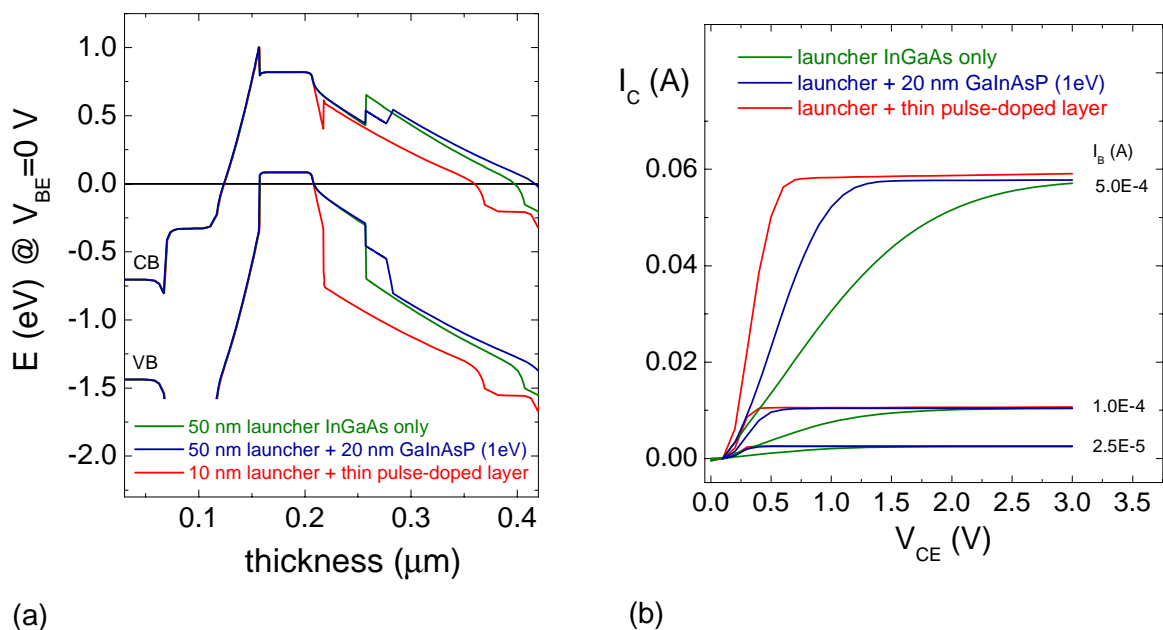 E (eV) @ V_BE=0 V
1.0
0.5
0.0
-0.5
-1.0
-1.5
-2.0
CB
VB
50 nm launcher InGaAs only
50 nm launcher + 20 nm GaInAsP (1eV)
10 nm launcher + thin pulse-doped layer
0.1 0.2 0.3 0.4
thickness (μm)
(a)
launcher InGaAs only
launcher + 20 nm GaInAsP (1eV)
launcher + thin pulse-doped layer
I_C (A)
I_B (A)
0.06
5.0E-4
0.04
0.02
1.0E-4
2.5E-5
0.00
0.0 0.5 1.0 1.5 2.0 2.5 3.0 3.5
V_CE (V)
(b)